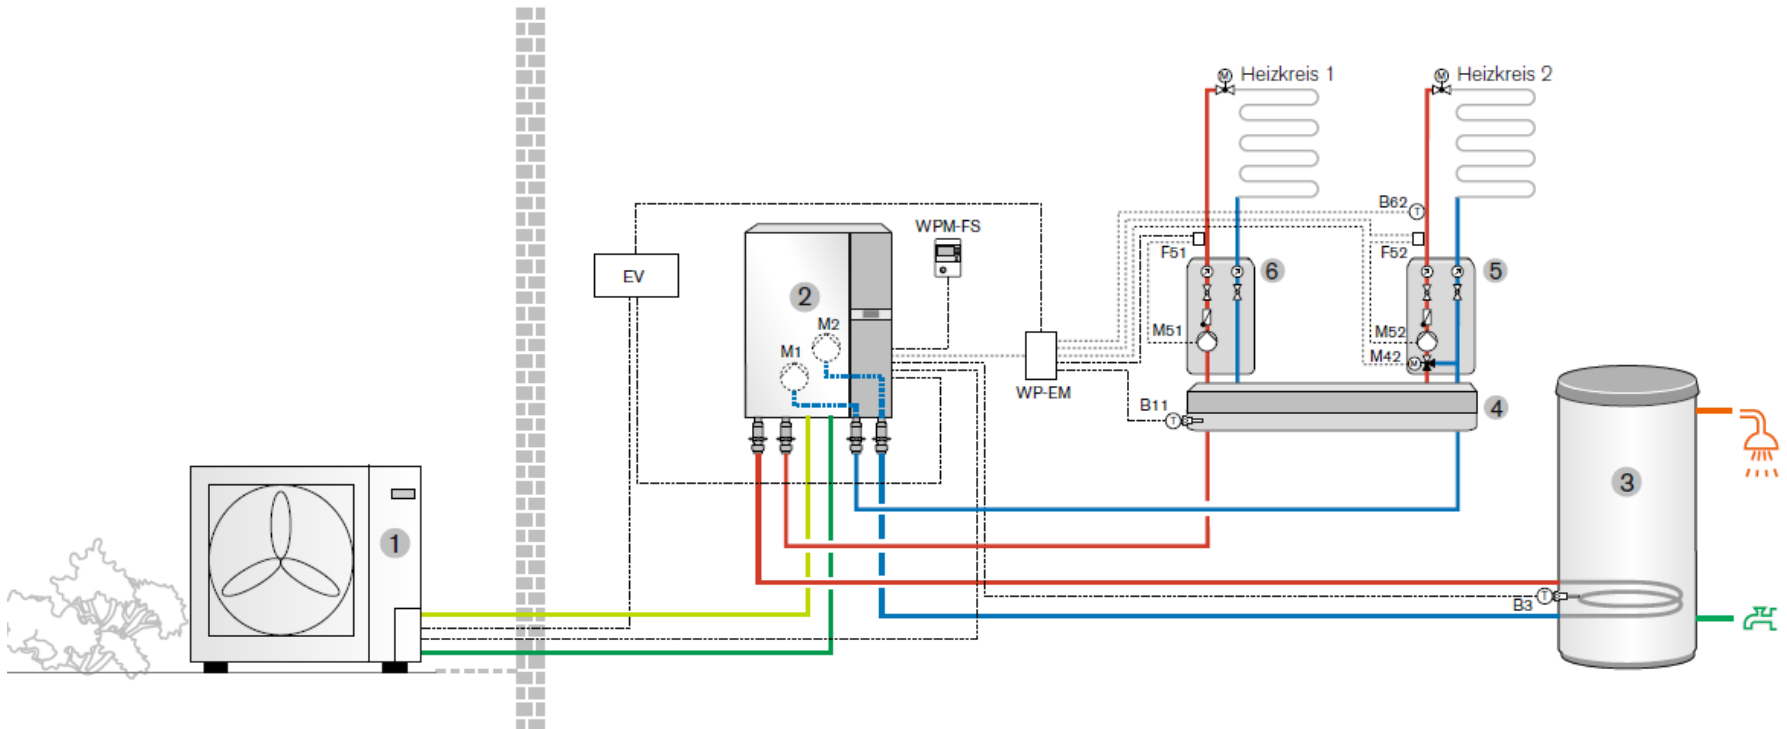 Heizkreis 1
Heizkreis 2
M
M
B62
T
WPM-FS
F51
F52
6
5
EV
2
M2
M1
M51
M52
M42
M
WP-EM
B11
T
4
3
1
B3
T